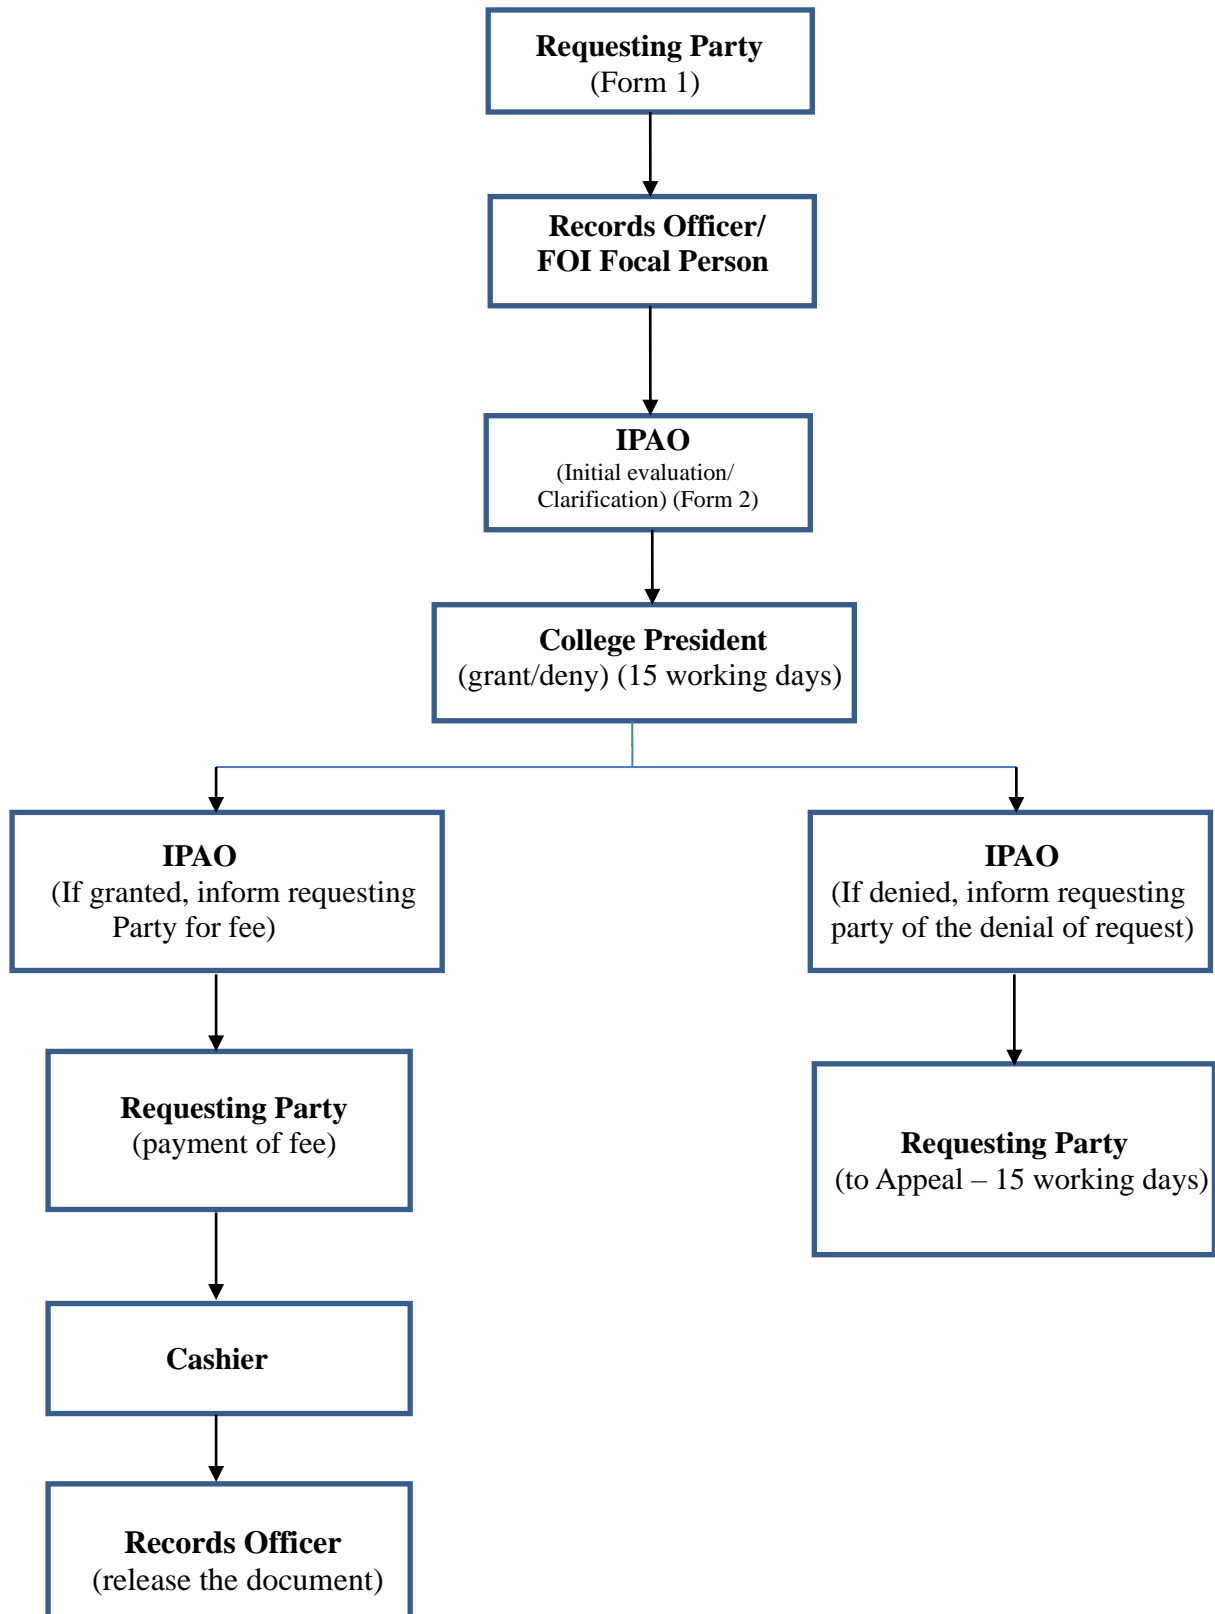 Requesting Party
(Form 1)
Records Officer/
FOI Focal Person
IPAO
(Initial evaluation/
Clarification) (Form 2)
College President
(grant/deny) (15 working days)
IPAO
(If granted, inform requesting
Party for fee)
IPAO
(If denied, inform requesting
party of the denial of request)
Requesting Party
(payment of fee)
Requesting Party
(to Appeal – 15 working days)
Cashier
Records Officer
(release the document)